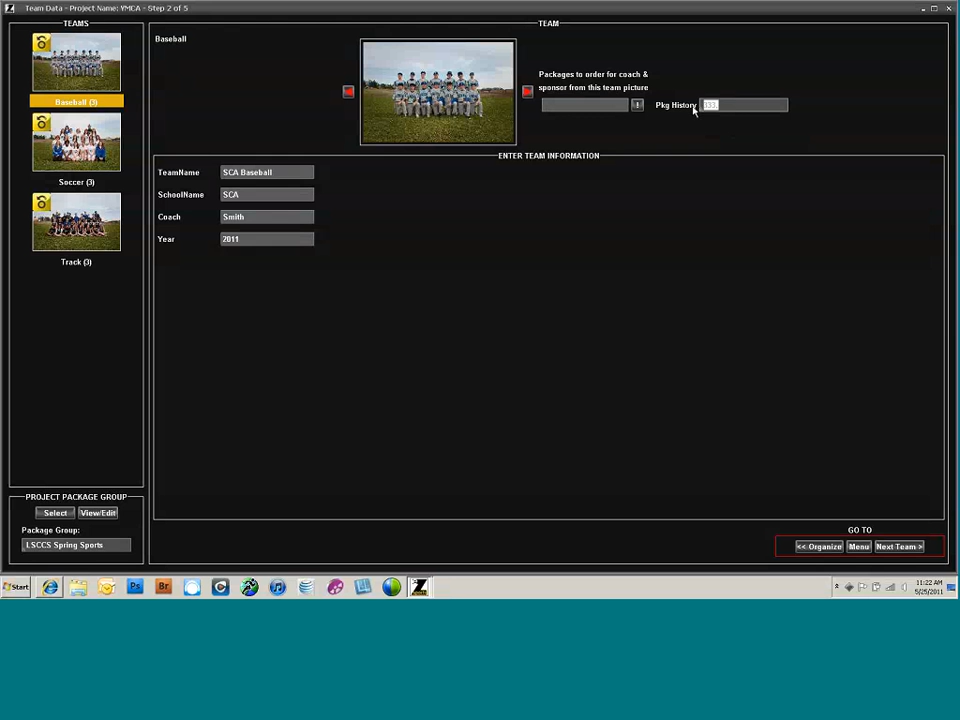 Team Data - Project Name: YMCA - Step 2 of 5
TEAMS
Baseball (3)
Soccer (3)
Track (3)
TEAM
Baseball
Packages to order for coach &
sponsor from this team picture
!
Pkg History
333,
ENTER TEAM INFORMATION
TeamName SCA Baseball
SchoolName SCA
Coach Smith
Year 2011
PROJECT PACKAGE GROUP
Select View/Edit
Package Group:
LSCCS Spring Sports
GO TO
<< Organize Menu Next Team >
Start
Ps
Br
11:22 AM
5/25/2011